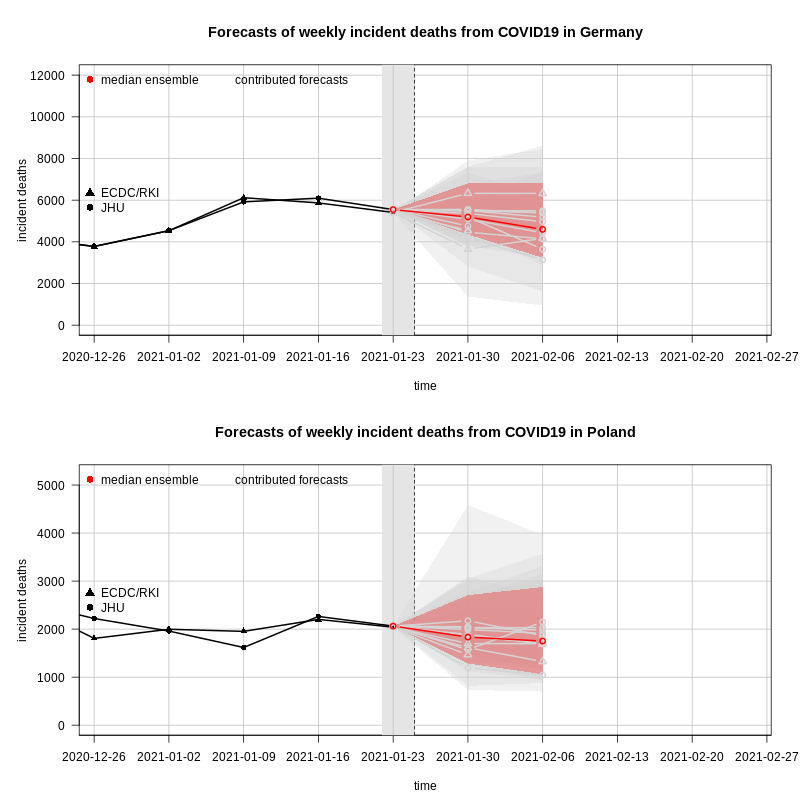 Forecasts of weekly incident deaths from COVID19 in Germany
12000
median ensemble contributed forecasts
10000
8000
incident deaths
ECDC/RKI
6000
JHU
4000
2000
0
2020-12-26 2021-01-02 2021-01-09 2021-01-16 2021-01-23 2021-01-30 2021-02-06 2021-02-13 2021-02-20 2021-02-27
time
Forecasts of weekly incident deaths from COVID19 in Poland
5000
median ensemble contributed forecasts
4000
incident deaths
3000
ECDC/RKI
JHU
2000
1000
0
2020-12-26 2021-01-02 2021-01-09 2021-01-16 2021-01-23 2021-01-30 2021-02-06 2021-02-13 2021-02-20 2021-02-27
time